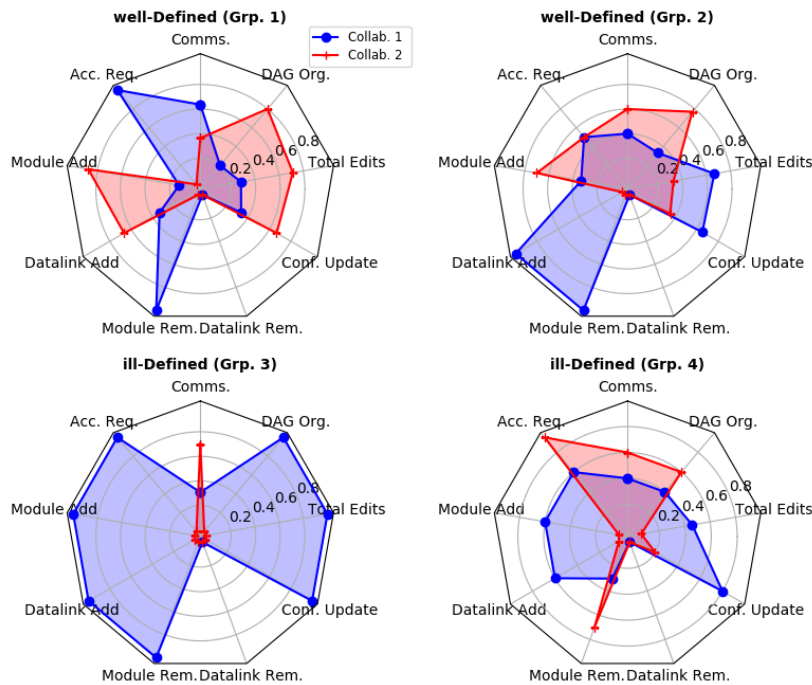 well-Defined (Grp. 1)
Comms.
DAG Org.
Total Edits
Conf. Update
Datalink Rem.
Module Rem.
Datalink Add
Module Add
Acc. Req.
0.2
0.4
0.6
0.8
Collab. 1
Collab. 2
well-Defined (Grp. 2)
Comms.
DAG Org.
Total Edits
Conf. Update
Datalink Rem.
Module Rem.
Datalink Add
Module Add
Acc. Req.
0.2
0.4
0.6
0.8
ill-Defined (Grp. 3)
Comms.
DAG Org.
Total Edits
Conf. Update
Datalink Rem.
Module Rem.
Datalink Add
Module Add
Acc. Req.
0.2
0.4
0.6
0.8
ill-Defined (Grp. 4)
Comms.
DAG Org.
Total Edits
Conf. Update
Datalink Rem.
Module Rem.
Datalink Add
Module Add
Acc. Req.
0.2
0.4
0.6
0.8